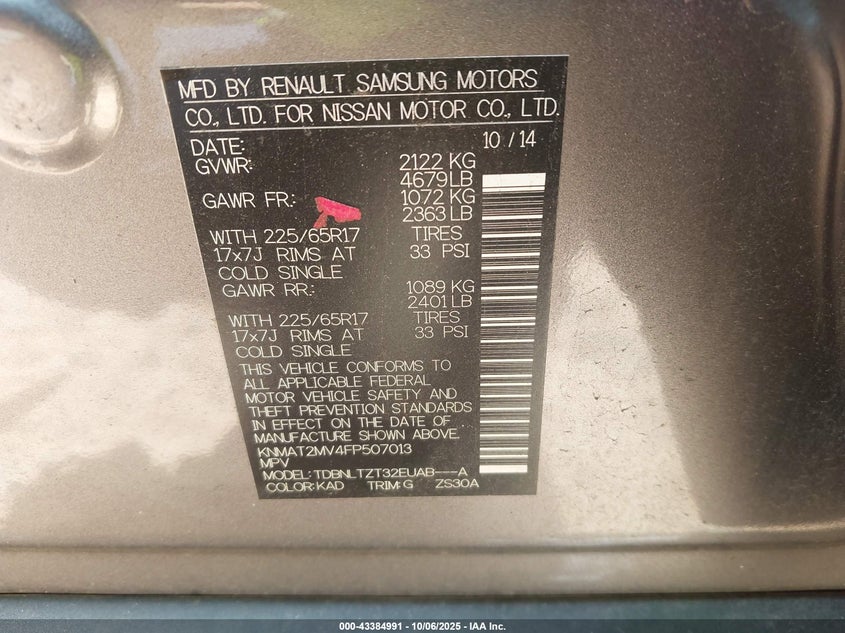 MFD BY RENAULT SAMSUNG MOTORS
CO., LTD. FOR NISSAN MOTOR CO., LTD.
DATE: 10 / 14
GVWR: 2122 KG
4679 LB
GAWR FR.: 1072 KG
2363 LB
WITH 225/65R17 TIRES
17x7J RIMS AT 33 PSI
COLD SINGLE
GAWR RR.: 1089 KG
2401 LB
WITH 225/65R17 TIRES
17x7J RIMS AT 33 PSI
COLD SINGLE
THIS VEHICLE CONFORMS TO
ALL APPLICABLE FEDERAL
MOTOR VEHICLE SAFETY AND
THEFT PREVENTION STANDARDS
IN EFFECT ON THE DATE OF
MANUFACTURE SHOWN ABOVE.
KNMAT2MV4FP507013
MPV
MODEL: TDBNLTZT32EUAB---A
COLOR: KAD TRIM: G ZS30A
000-43384991 - 10/06/2025 - IAA Inc.